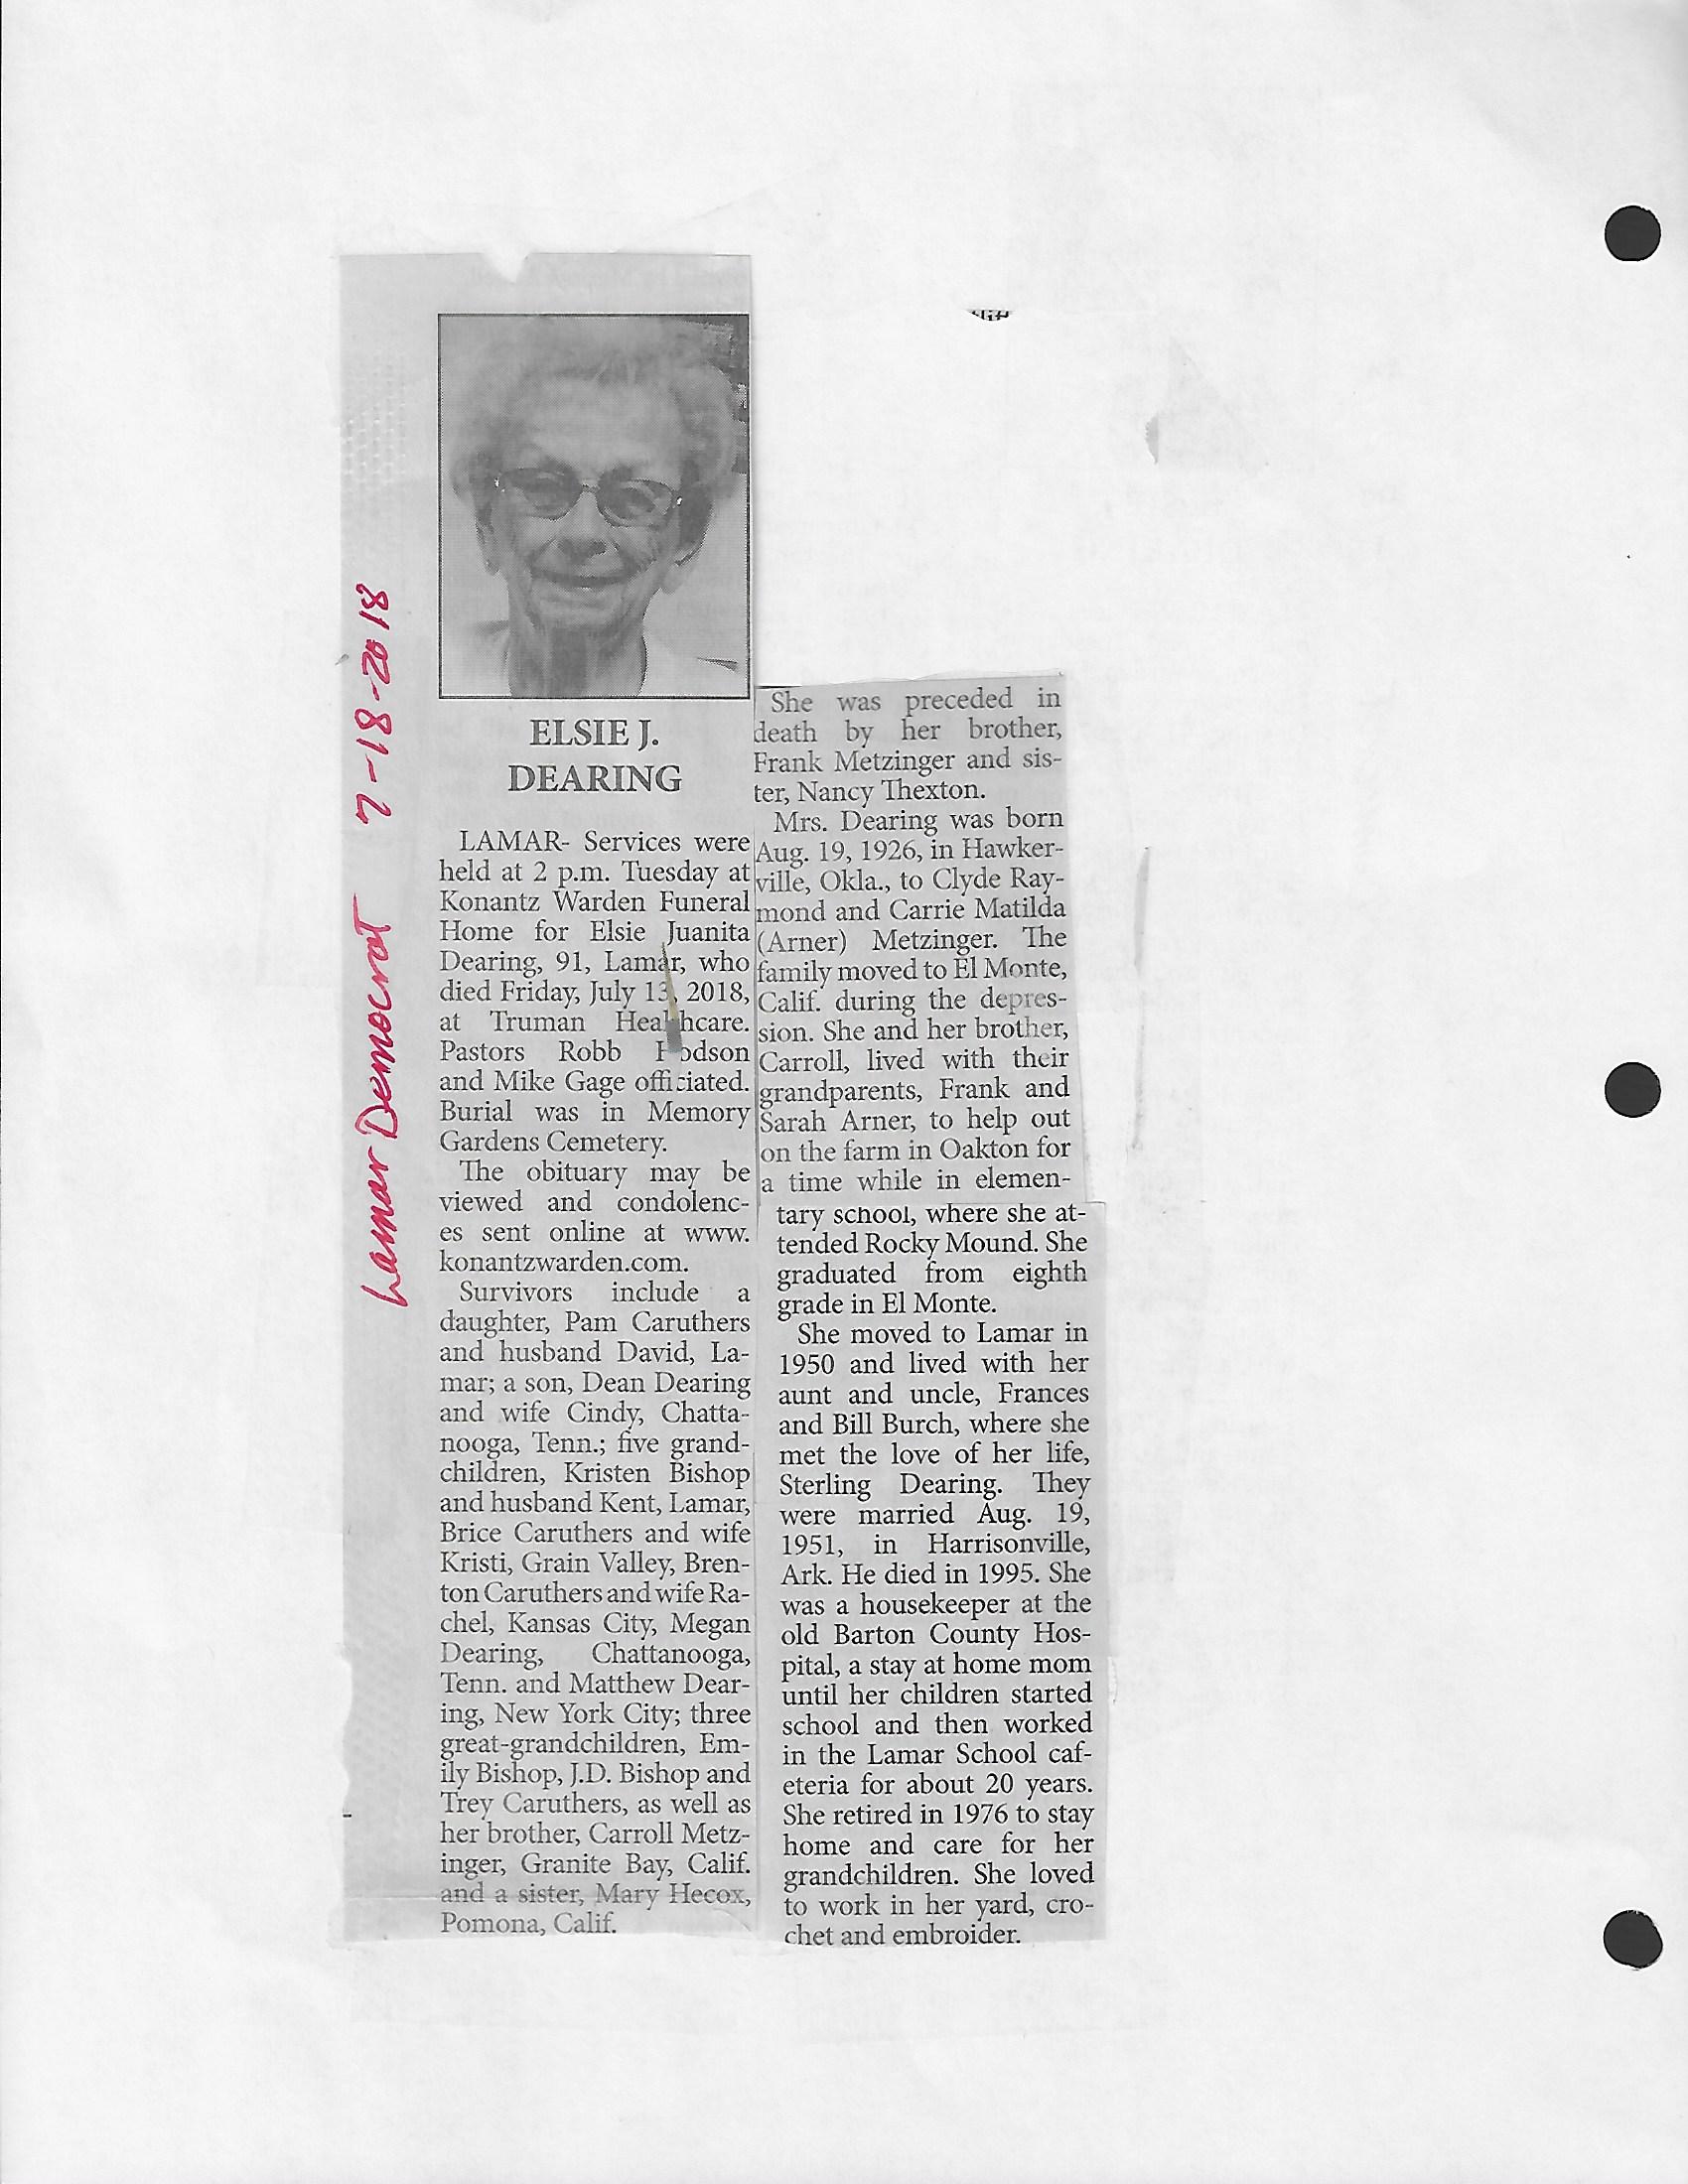 Lamar Democrat 7-18-2018
ELSIE J.
DEARING
LAMAR- Services were
held at 2 p.m. Tuesday at
Konantz Warden Funeral
Home for Elsie Juanita
Dearing, 91, Lamar, who
died Friday, July 13, 2018,
at Truman Healthcare.
Pastors Robb
and Mike Gage officiated.
Burial was in Memory
Gardens Cemetery.
The obituary may be
viewed and condolenc-
es sent online at www.
konantzwarden.com.
Survivors include a
daughter, Pam Caruthers
and husband David, La-
mar; a son, Dean Dearing
and wife Cindy, Chatta-
nooga, Tenn.; five grand-
children, Kristen Bishop
and husband Kent, Lamar,
Brice Caruthers and wife
Kristi, Grain Valley, Bren-
ton Caruthers and wife Ra-
chel, Kansas City, Megan
Dearing, Chattanooga,
Tenn. and Matthew Dear-
ing, New York City; three
great-grandchildren, Em-
ily Bishop, J.D. Bishop and
Trey Caruthers, as well as
her brother, Carroll Metz-
inger, Granite Bay, Calif.
and a sister, Mary Hecox,
Pomona, Calif.
She was preceded in
death by her brother,
Frank Metzinger and sis-
ter, Nancy Thexton.
Mrs. Dearing was born
Aug. 19, 1926, in Hawker-
ville, Okla., to Clyde Ray-
mond and Carrie Matilda
(Arner) Metzinger. The
family moved to El Monte,
Calif. during the depres-
sion. She and her brother,
Carroll, lived with their
grandparents, Frank and
Sarah Arner, to help out
on the farm in Oakton for
a time while in elemen-
tary school, where she at-
tended Rocky Mound. She
graduated from eighth
grade in El Monte.
She moved to Lamar in
1950 and lived with her
aunt and uncle, Frances
and Bill Burch, where she
met the love of her life,
Sterling Dearing. They
were married Aug. 19,
1951, in Harrisonville,
Ark. He died in 1995. She
was a housekeeper at the
old Barton County Hos-
pital, a stay at home mom
until her children started
school and then worked
in the Lamar School caf-
eteria for about 20 years.
She retired in 1976 to stay
home and care for her
grandchildren. She loved
to work in her yard, cro-
chet and embroider.